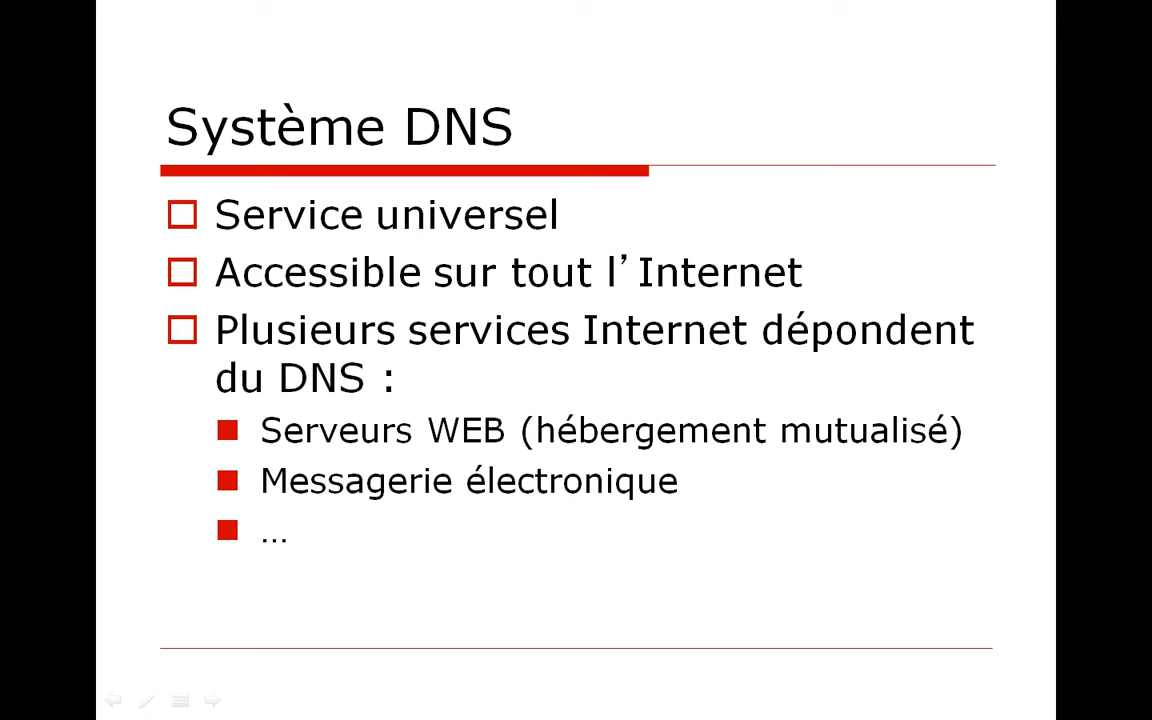 Système DNS
Service universel
Accessible sur tout l’Internet
Plusieurs services Internet dépondent
du DNS :
Serveurs WEB (hébergement mutualisé)
Messagerie électronique
…